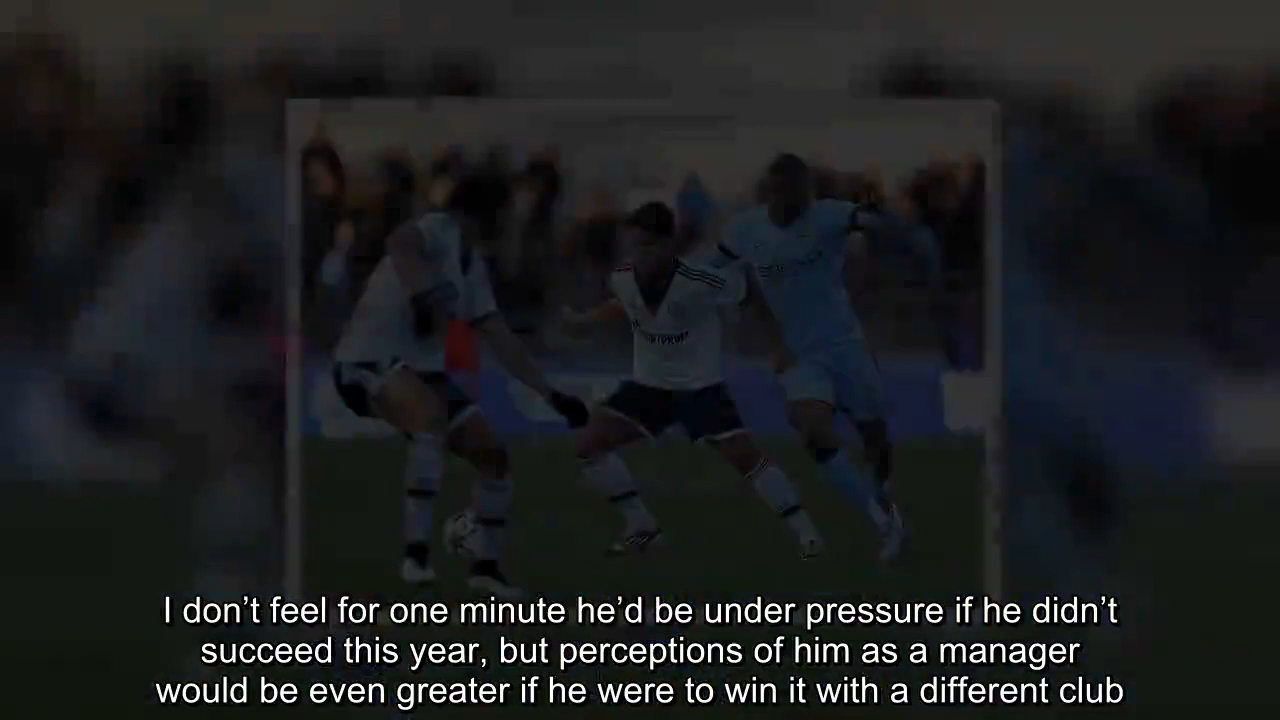 I don’t feel for one minute he’d be under pressure if he didn’t
succeed this year, but perceptions of him as a manager
would be even greater if he were to win it with a different club